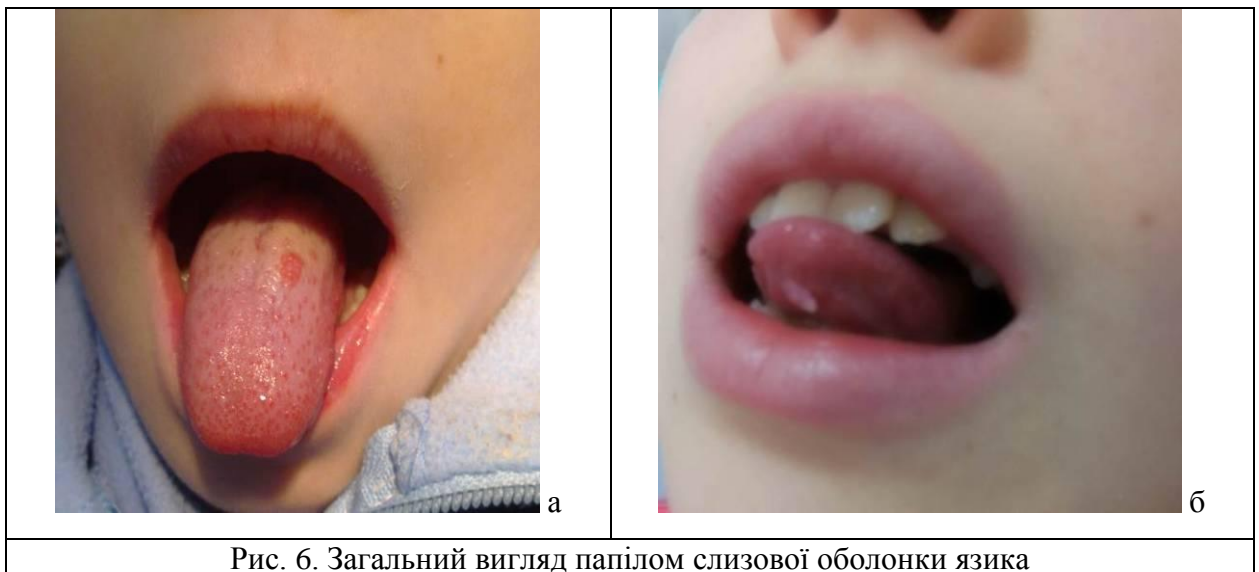 а
б
Рис. 6. Загальний вигляд папілом слизової оболонки язика